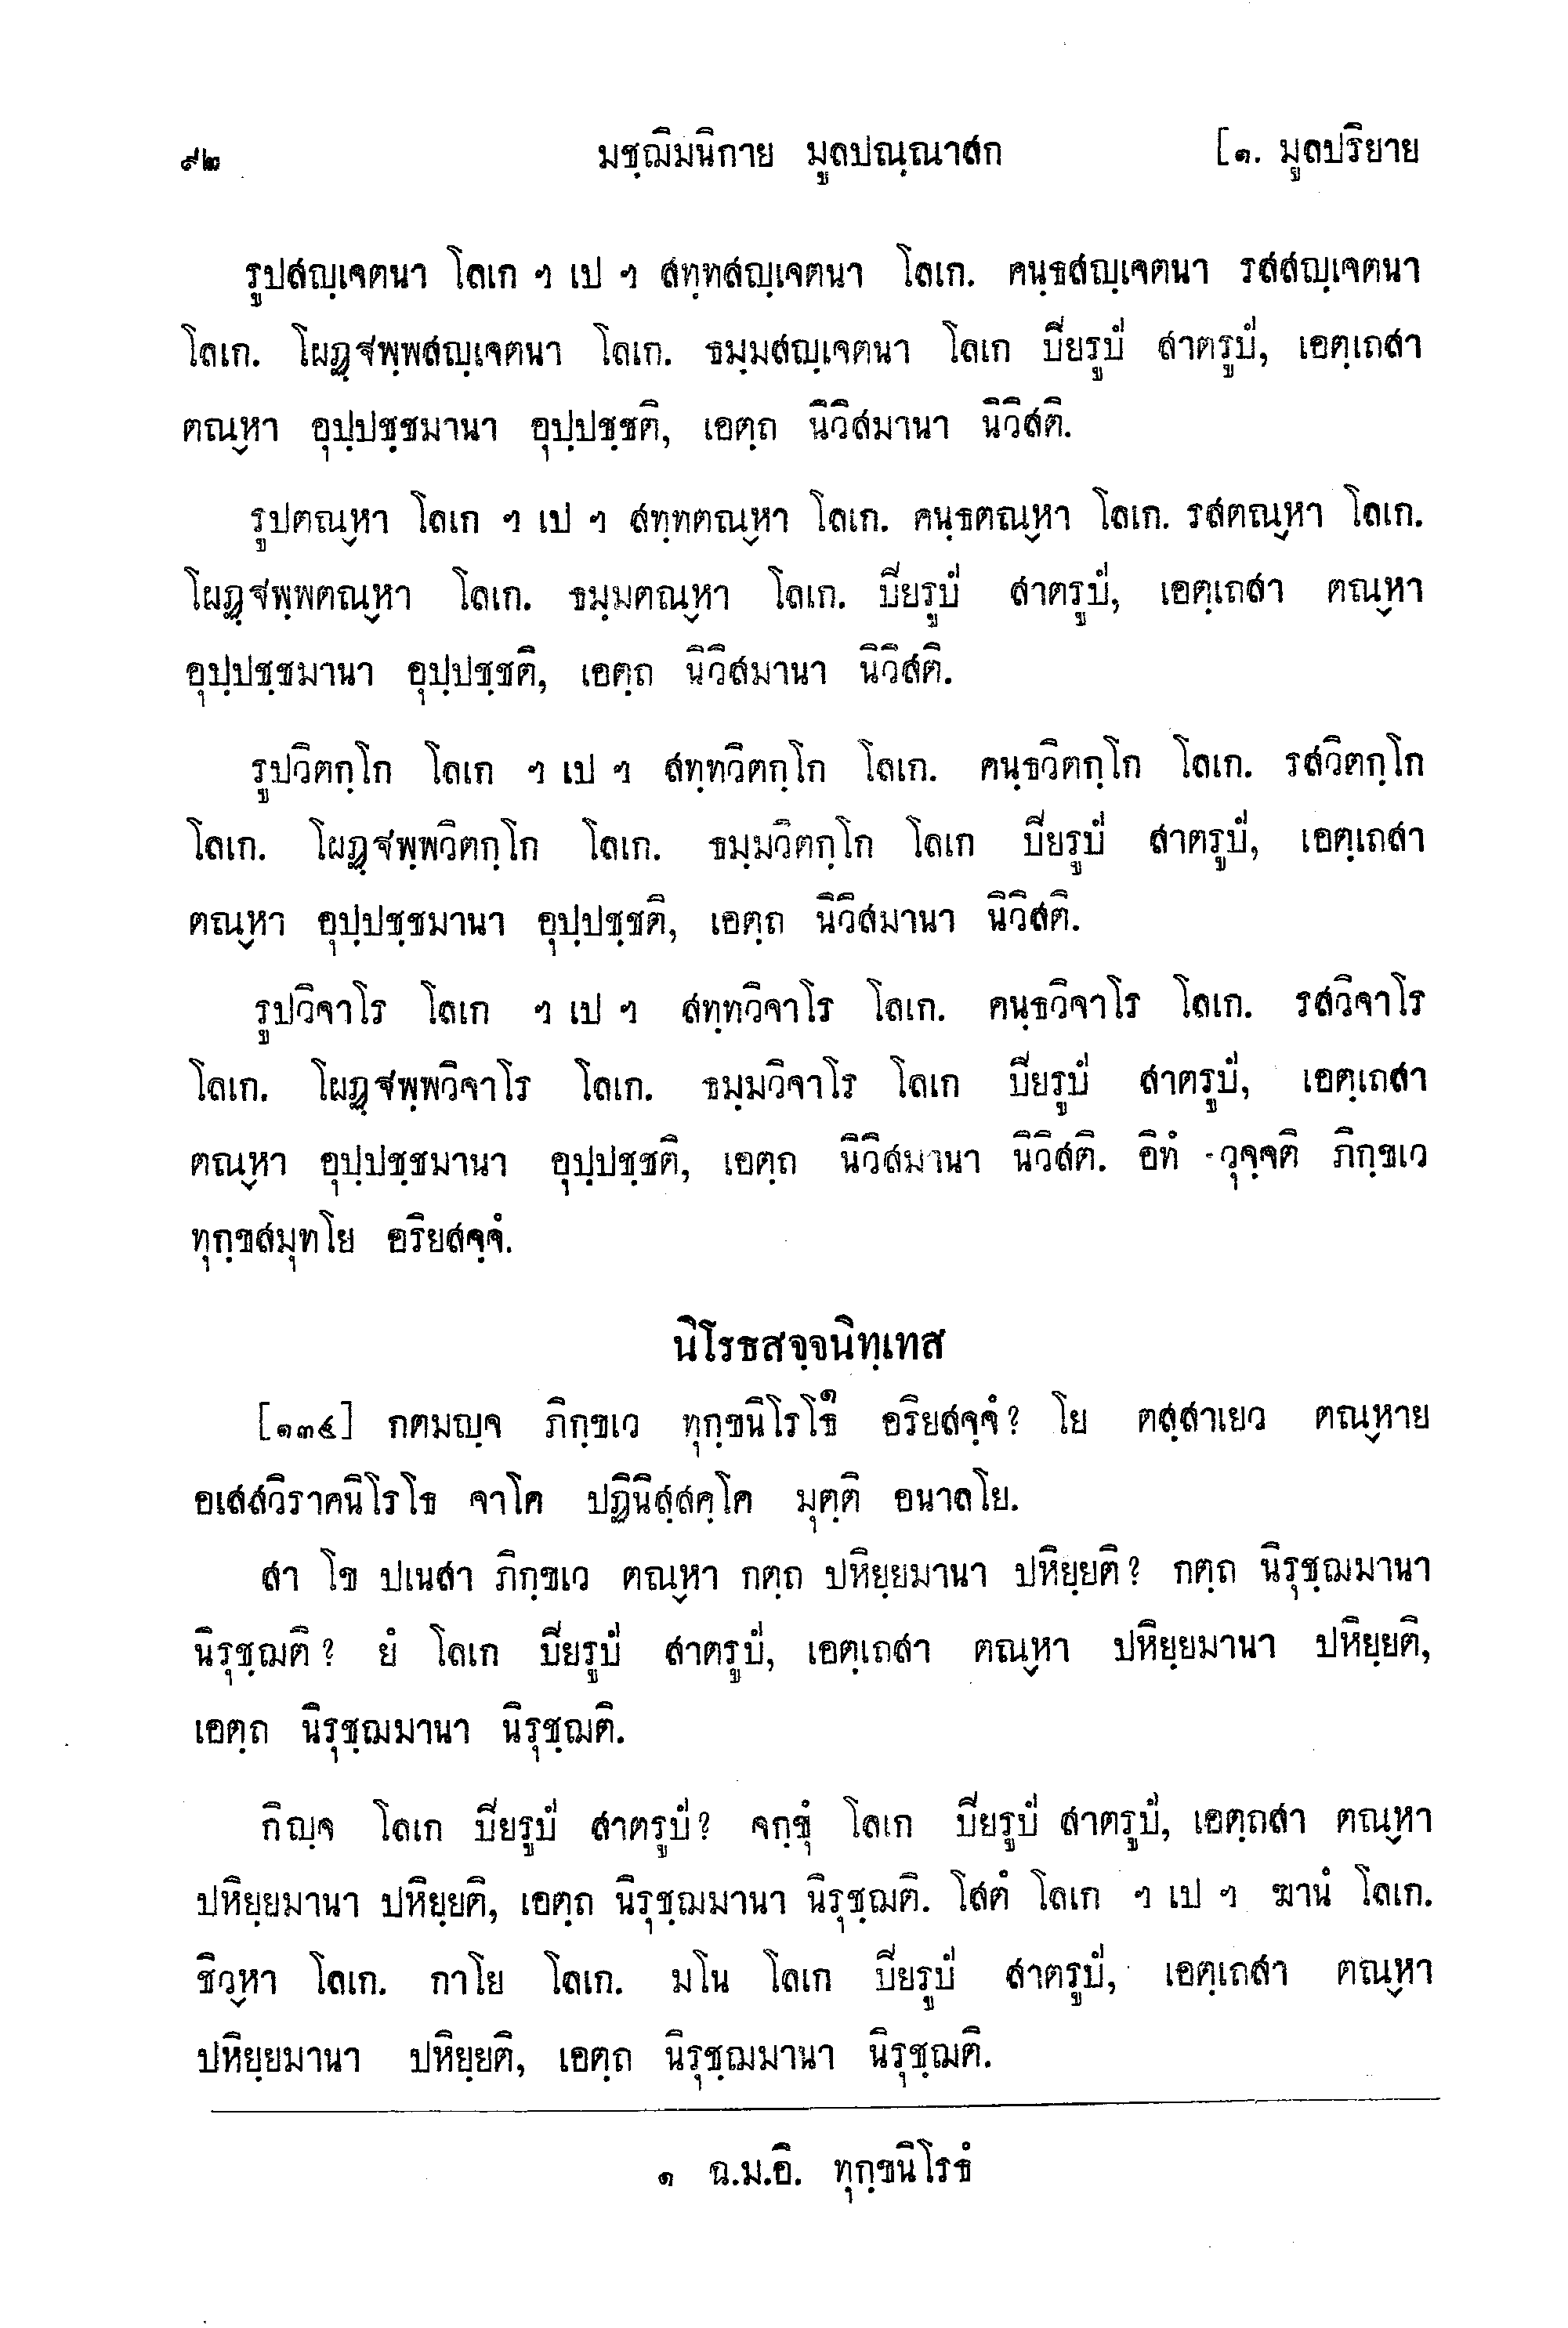 ๙๒ มชฺฌิมนิกาย มูลปณฺณาสก [๑. มูลปริยาย
รูปสญฺเจตนา โลเก ฯ เป ฯ สทฺทสญฺเจตนา โลเก. คนฺธสญฺเจตนา รสสญฺเจตนา
โลเก. โผฏฺฐพฺพสญฺเจตนา โลเก. ธมฺมสญฺเจตนา โลเก ปิยรูปํ สาตรูปํ, เอตฺเถสา
ตณฺหา อุปฺปชฺชมานา อุปฺปชฺชติ, เอตฺถ นิวิสมานา นิวิสติ.
รูปตณฺหา โลเก ฯ เป ฯ สทฺทตณฺหา โลเก. คนฺธตณฺหา โลเก. รสตณฺหา โลเก.
โผฏฺฐพฺพตณฺหา โลเก. ธมฺมตณฺหา โลเก. ปิยรูปํ สาตรูปํ, เอตฺเถสา ตณฺหา
อุปฺปชฺชมานา อุปฺปชฺชติ, เอตฺถ นิวิสมานา นิวิสติ.
รูปวิตกฺโก โลเก ฯ เป ฯ สทฺทวิตกฺโก โลเก. คนฺธวิตกฺโก โลเก. รสวิตกฺโก
โลเก. โผฏฺฐพฺพวิตกฺโก โลเก. ธมฺมวิตกฺโก โลเก ปิยรูปํ สาตรูปํ, เอตฺเถสา
ตณฺหา อุปฺปชฺชมานา อุปฺปชฺชติ, เอตฺถ นิวิสมานา นิวิสติ.
รูปวิจาโร โลเก ฯ เป ฯ สทฺทวิจาโร โลเก. คนฺธวิจาโร โลเก. รสวิจาโร
โลเก. โผฏฺฐพฺพวิจาโร โลเก. ธมฺมวิจาโร โลเก ปิยรูปํ สาตรูปํ, เอตฺเถสา
ตณฺหา อุปฺปชฺชมานา อุปฺปชฺชติ, เอตฺถ นิวิสมานา นิวิสติ. อิทํ วุจฺจติ ภิกฺขเว
ทุกฺขสมุทโย อริยสจฺจํ.
นิโรธสจฺจนิทฺเทส
[๑๓๔] กตมญฺจ ภิกฺขเว ทุกฺขนิโรโธ๑ อริยสจฺจํ? โย ตสฺสาเยว ตณฺหาย
อเสสวิราคนิโรโธ จาโค ปฏินิสฺสคฺโค มุตฺติ อนาลโย.
สา โข ปเนสา ภิกฺขเว ตณฺหา กตฺถ ปหิยฺยมานา ปหิยฺยติ? กตฺถ นิรุชฺฌมานา
นิรุชฺฌติ? ยํ โลเก ปิยรูปํ สาตรูปํ, เอตฺเถสา ตณฺหา ปหิยฺยมานา ปหิยฺยติ,
เอตฺถ นิรุชฺฌมานา นิรุชฺฌติ.
กิญฺจ โลเก ปิยรูปํ สาตรูปํ? จกฺขุํ โลเก ปิยรูปํ สาตรูปํ, เอตฺถสา ตณฺหา
ปหิยฺยมานา ปหิยฺยติ, เอตฺถ นิรุชฺฌมานา นิรุชฺฌติ. โสตํ โลเก ฯ เป ฯ ฆานํ โลเก.
ชิวฺหา โลเก. กาโย โลเก. มโน โลเก ปิยรูปํ สาตรูปํ, เอตฺเถสา ตณฺหา
ปหิยฺยมานา ปหิยฺยติ, เอตฺถ นิรุชฺฌมานา นิรุชฺฌติ.
๑ ฉ.ม.อิ. ทุกฺขนิโรธํ